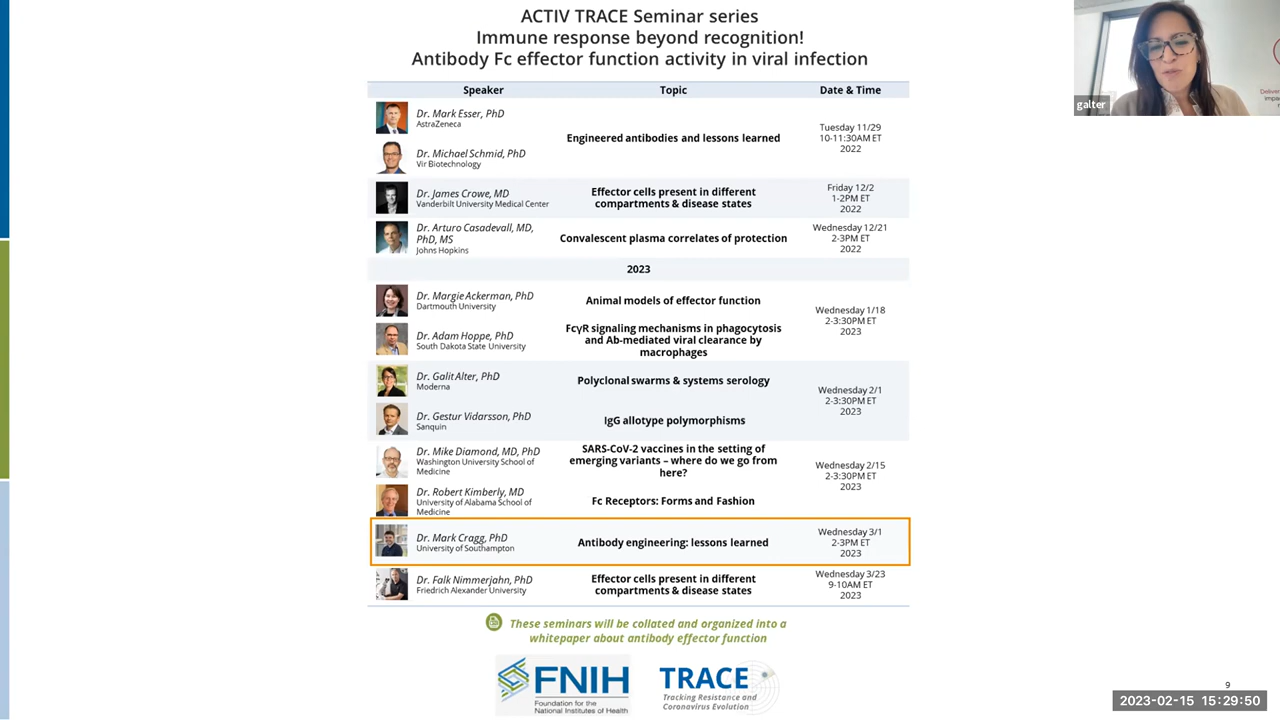 ACTIV TRACE Seminar series
Immune response beyond recognition!
Antibody Fc effector function activity in viral infection
Speaker
Topic
Date & Time
Dr. Mark Esser, PhD
AstraZeneca
Dr. Michael Schmid, PhD
Vir Biotechnology
Engineered antibodies and lessons learned
Tuesday 11/29
10-11:30AM ET
2022
Dr. James Crowe, MD
Vanderbilt University Medical Center
Effector cells present in different
compartments & disease states
Friday 12/2
1-2PM ET
2022
Dr. Arturo Casadevall, MD,
PhD, MS
Johns Hopkins
Convalescent plasma correlates of protection
Wednesday 12/21
2-3PM ET
2022
2023
Dr. Margie Ackerman, PhD
Dartmouth University
Animal models of effector function
Dr. Adam Hoppe, PhD
South Dakota State University
FcγR signaling mechanisms in phagocytosis
and Ab-mediated viral clearance by
macrophages
Wednesday 1/18
2-3:30PM ET
2023
Dr. Galit Alter, PhD
Moderna
Polyclonal swarms & systems serology
Dr. Gestur Vidarsson, PhD
Sanquin
IgG allotype polymorphisms
Wednesday 2/1
2-3:30PM ET
2023
Dr. Mike Diamond, MD, PhD
Washington University School of
Medicine
SARS-CoV-2 vaccines in the setting of
emerging variants – where do we go from
here?
Dr. Robert Kimberly, MD
University of Alabama School of
Medicine
Fc Receptors: Forms and Fashion
Wednesday 2/15
2-3:30PM ET
2023
Dr. Mark Cragg, PhD
University of Southampton
Antibody engineering: lessons learned
Wednesday 3/1
2-3PM ET
2023
Dr. Falk Nimmerjahn, PhD
Friedrich Alexander University
Effector cells present in different
compartments & disease states
Wednesday 3/23
9-10AM ET
2023
These seminars will be collated and organized into a
whitepaper about antibody effector function
FNIH
Foundation for the
National Institutes of Health
TRACE
Tracking Resistance and
Coronavirus Evolution
galter
9
2023-02-15 15:29:50